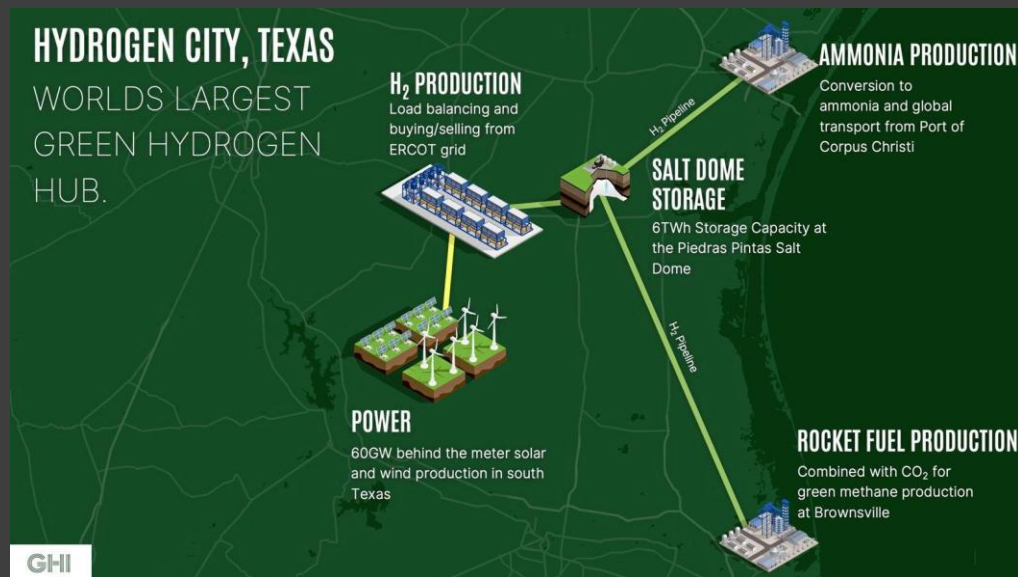 HYDROGEN CITY, TEXAS
WORLDS LARGEST
GREEN HYDROGEN
HUB.
H₂ PRODUCTION
Load balancing and
buying/selling from
ERCOT grid
AMMONIA PRODUCTION
Conversion to
ammonia and global
transport from Port of
Corpus Christi
H₂ Pipeline
SALT DOME
STORAGE
6TWh Storage Capacity at
the Piedras Pintas Salt
Dome
H₂ Pipeline
POWER
60GW behind the meter solar
and wind production in south
Texas
ROCKET FUEL PRODUCTION
Combined with CO₂ for
green methane production
at Brownsville
GHI